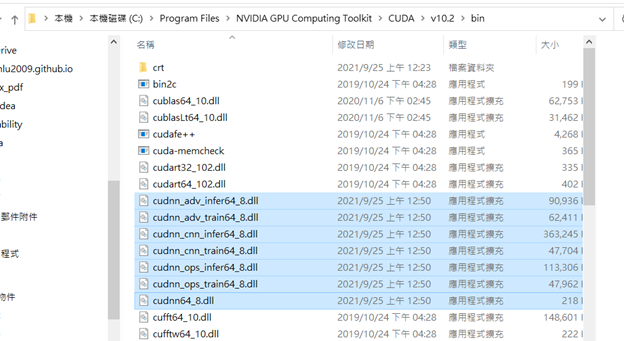 本機 › 本機磁碟 (C:) › Program Files › NVIDIA GPU Computing Toolkit › CUDA › v10.2 › bin
名稱 修改日期 類型 大小
crt 2021/9/25 上午 12:23 檔案資料夾
bin2c 2019/10/24 下午 04:28 應用程式 199
cublas64_10.dll 2020/11/6 下午 02:45 應用程式擴充 62,753
cublasLt64_10.dll 2020/11/6 下午 02:45 應用程式擴充 31,462
cudafe++ 2019/10/24 下午 04:28 應用程式 4,268
cuda-memcheck 2019/10/24 下午 04:28 應用程式 365
cudart32_102.dll 2019/10/24 下午 04:28 應用程式擴充 335
cudart64_102.dll 2019/10/24 下午 04:28 應用程式擴充 402
cudnn_adv_infer64_8.dll 2021/9/25 上午 12:50 應用程式擴充 90,936
cudnn_adv_train64_8.dll 2021/9/25 上午 12:50 應用程式擴充 62,411
cudnn_cnn_infer64_8.dll 2021/9/25 上午 12:50 應用程式擴充 363,245
cudnn_cnn_train64_8.dll 2021/9/25 上午 12:50 應用程式擴充 47,704
cudnn_ops_infer64_8.dll 2021/9/25 上午 12:50 應用程式擴充 113,306
cudnn_ops_train64_8.dll 2021/9/25 上午 12:50 應用程式擴充 47,962
cudnn64_8.dll 2021/9/25 上午 12:50 應用程式擴充 218
cufft64_10.dll 2019/10/24 下午 04:28 應用程式擴充 148,601
cufftw64_10.dll 2019/10/24 下午 04:28 應用程式擴充 222
rive
nlu2009.github.io
x_pdf
dea
ability
a
郵件附件
程式
物件